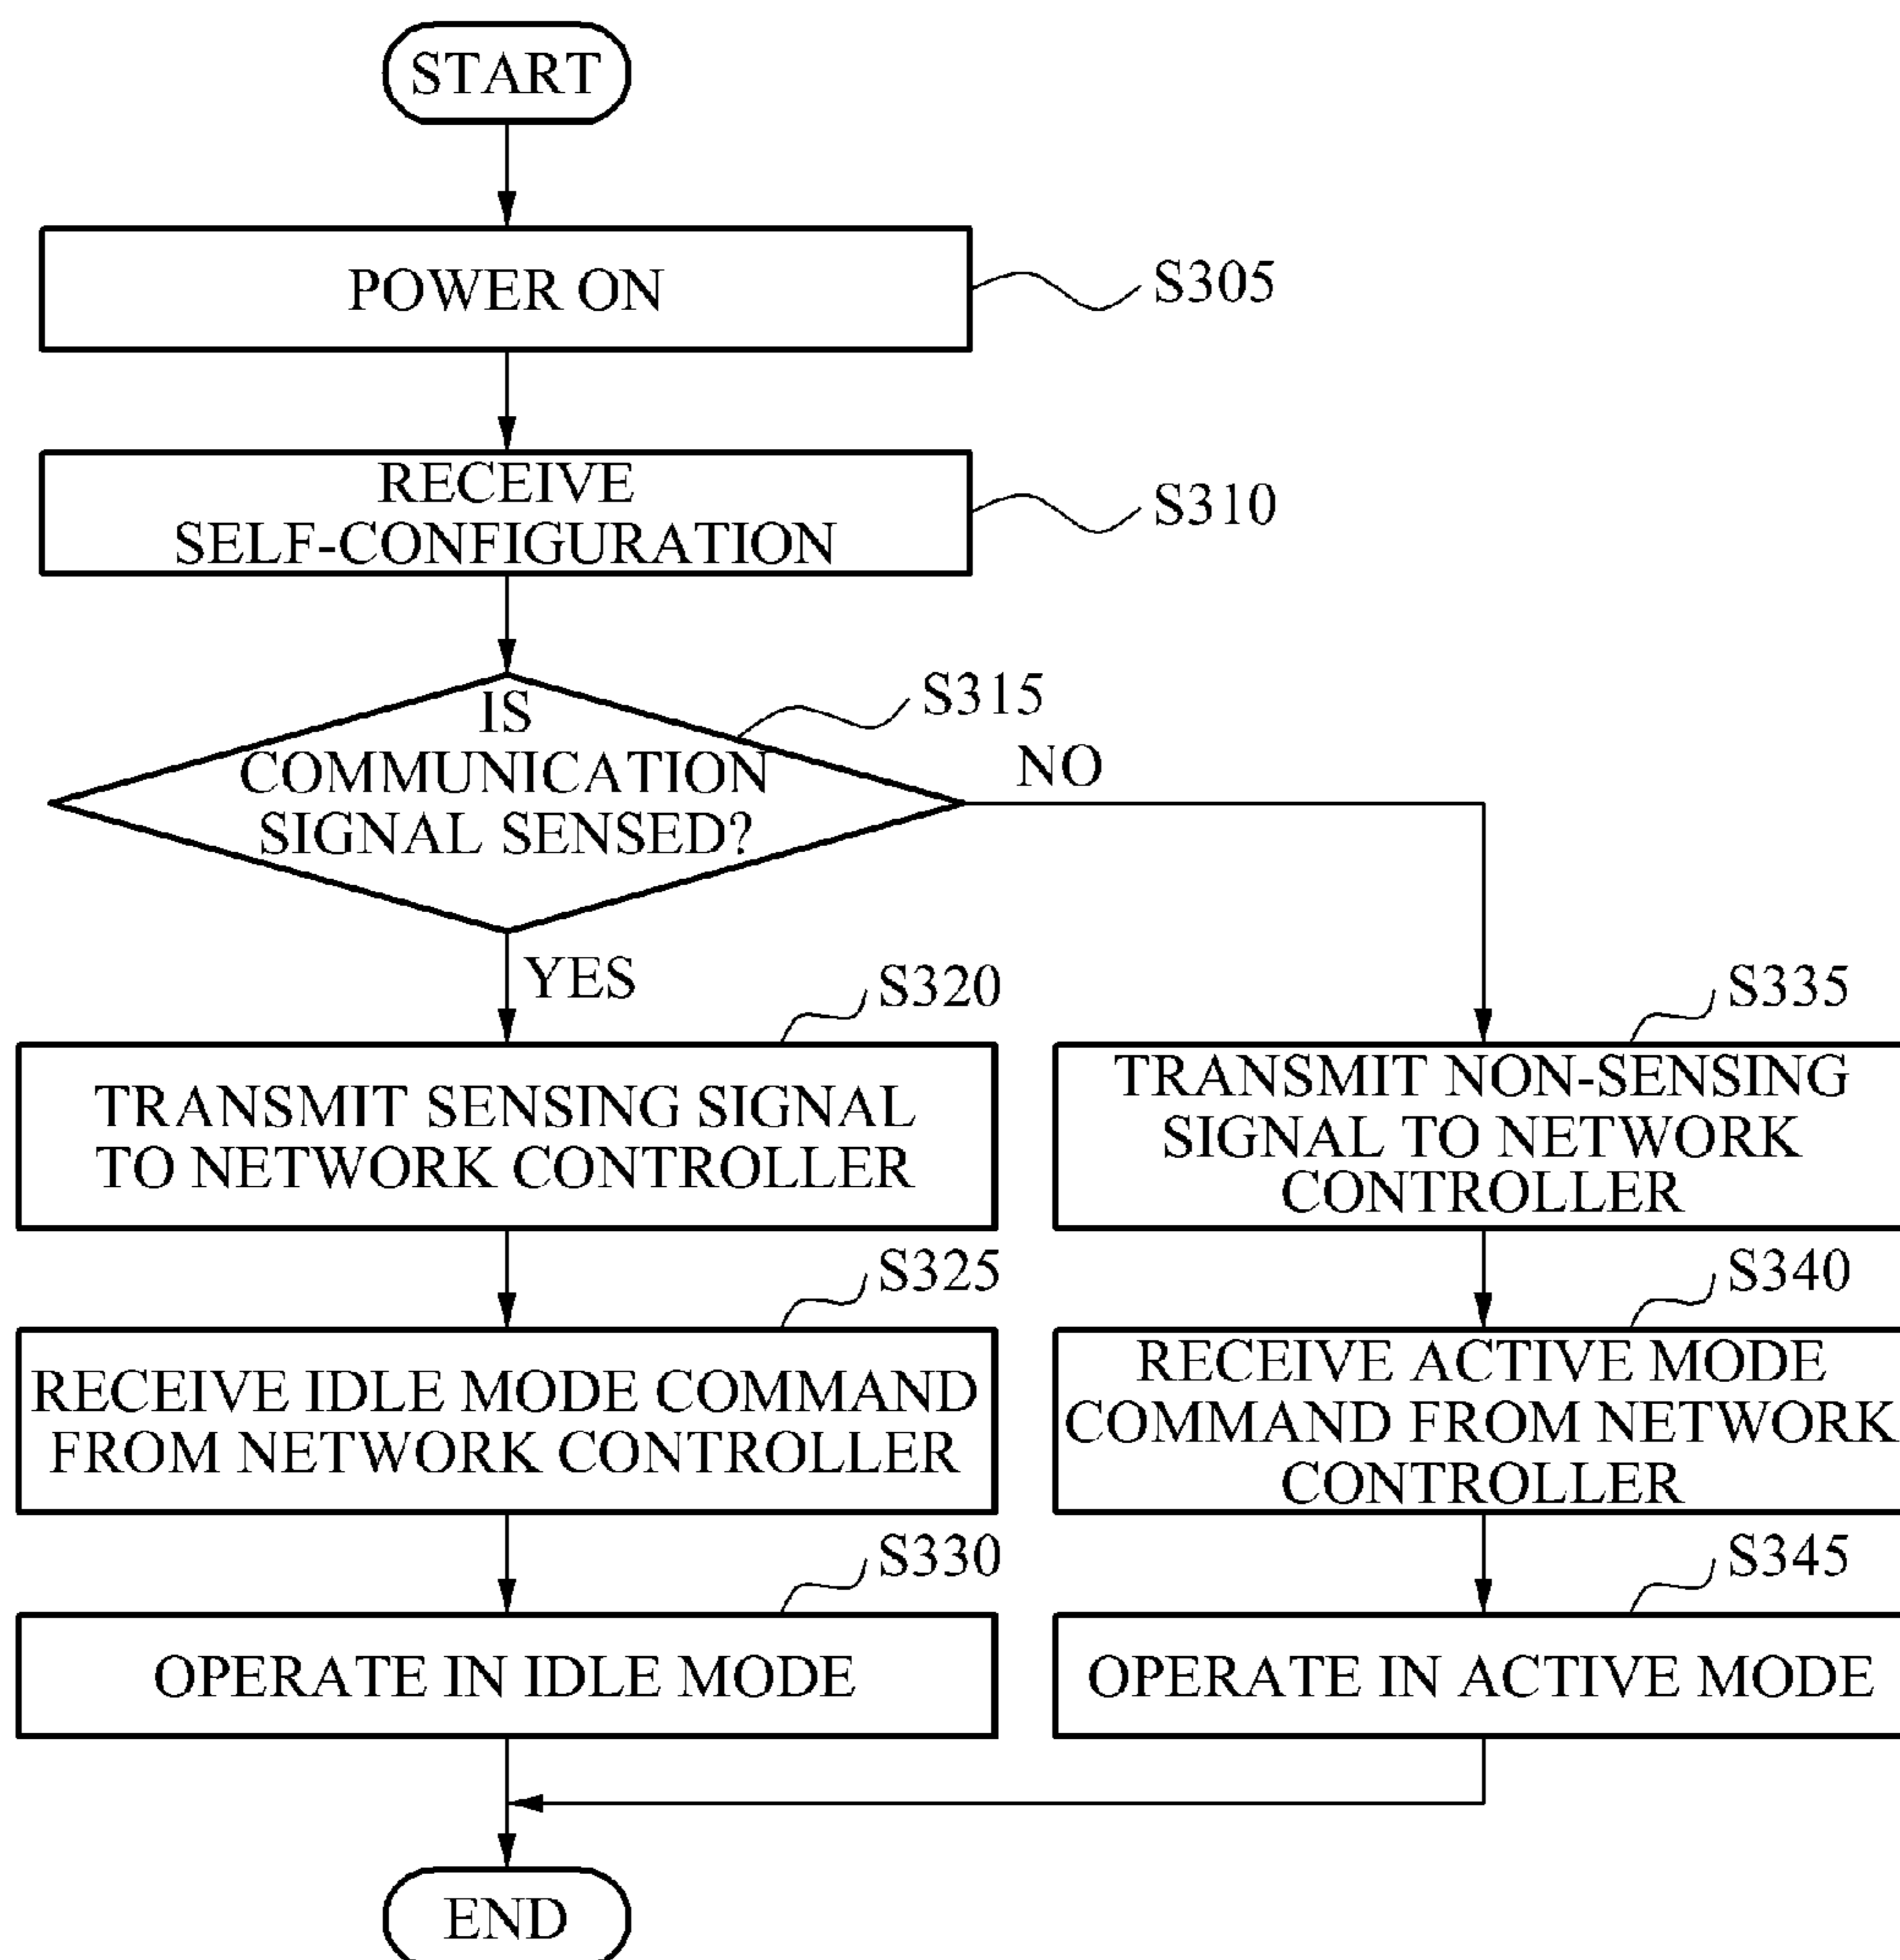 START
POWER ON
S305
RECEIVE
SELF-CONFIGURATION
S310
IS
COMMUNICATION
SIGNAL SENSED?
S315
NO
YES
S320
TRANSMIT SENSING SIGNAL
TO NETWORK CONTROLLER
S325
RECEIVE IDLE MODE COMMAND
FROM NETWORK CONTROLLER
S330
OPERATE IN IDLE MODE
S335
TRANSMIT NON-SENSING
SIGNAL TO NETWORK
CONTROLLER
S340
RECEIVE ACTIVE MODE
COMMAND FROM NETWORK
CONTROLLER
S345
OPERATE IN ACTIVE MODE
END